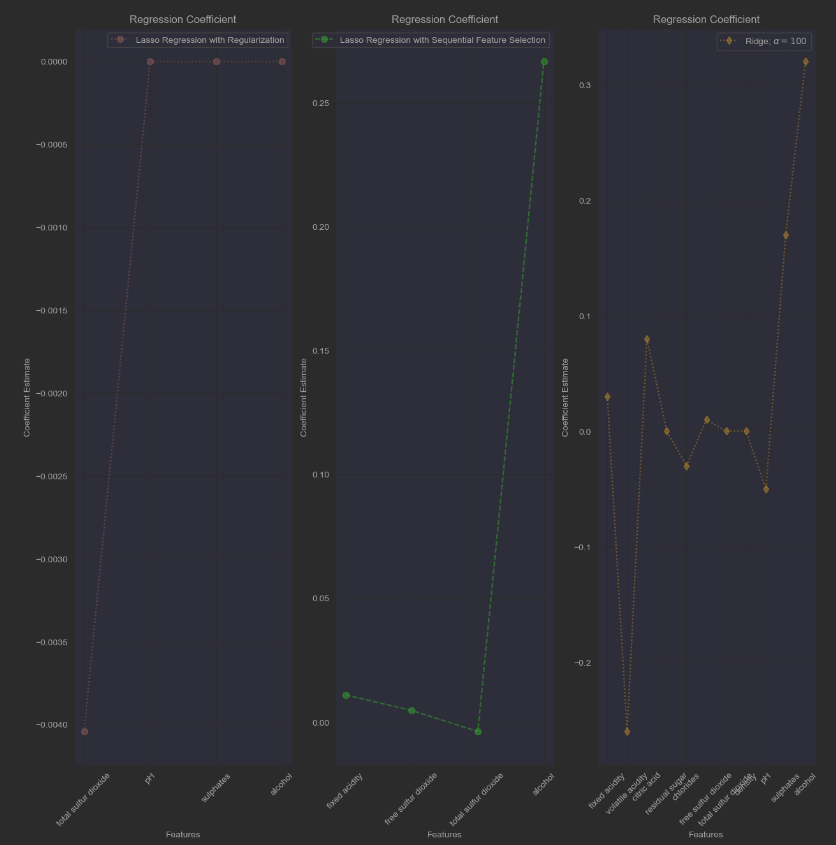 Regression Coefficient
Lasso Regression with Regularization
0.0000
−0.0005
−0.0010
−0.0015
−0.0020
−0.0025
−0.0030
−0.0035
−0.0040
Coefficient Estimate
total sulfur dioxide
pH
sulphates
alcohol
Features
Regression Coefficient
Lasso Regression with Sequential Feature Selection
0.25
0.20
0.15
0.10
0.05
0.00
Coefficient Estimate
fixed acidity
free sulfur dioxide
total sulfur dioxide
alcohol
Features
Regression Coefficient
Ridge; α = 100
0.3
0.2
0.1
0.0
−0.1
−0.2
Coefficient Estimate
fixed acidity
volatile acidity
citric acid
residual sugar
chlorides
free sulfur dioxide
total sulfur dioxide
density
pH
sulphates
alcohol
Features